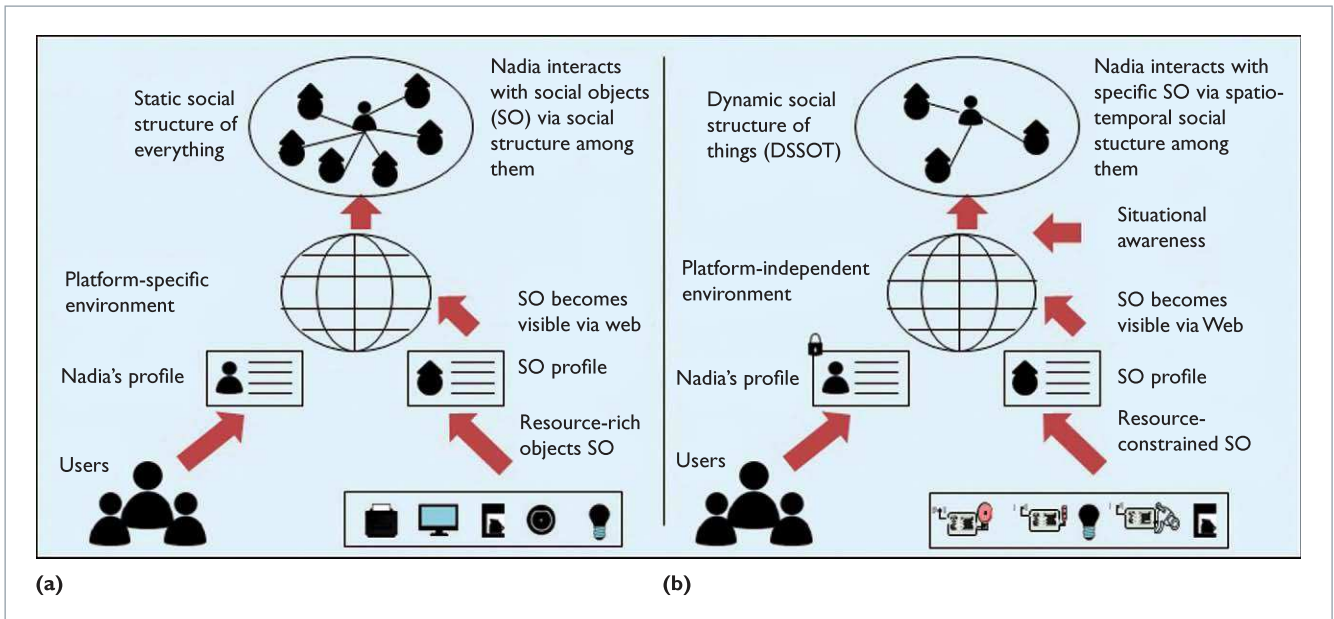 Static social
structure of
everything
Nadia interacts
with social objects
(SO) via social
structure among
them
Platform-specific
environment
SO becomes
visible via web
Nadia's profile
SO profile
Resource-rich
objects SO
Users
(a)
Dynamic social
structure of
things (DSSOT)
Nadia interacts with
specific SO via spatio-
temporal social
stucture among
them
Situational
awareness
Platform-independent
environment
SO becomes
visible via Web
Nadia's profile
SO profile
Resource-
constrained SO
Users
(b)